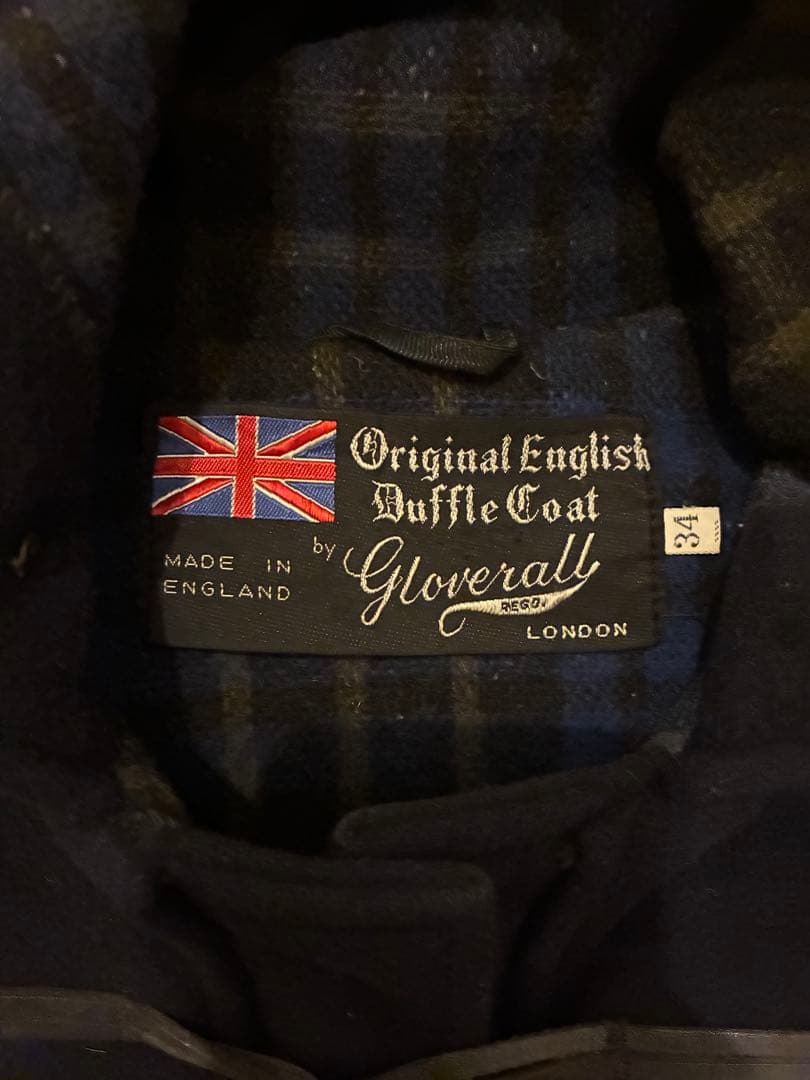 Original English
Duffle Coat
by Gloverall
REGD.
LONDON
MADE IN
ENGLAND
34